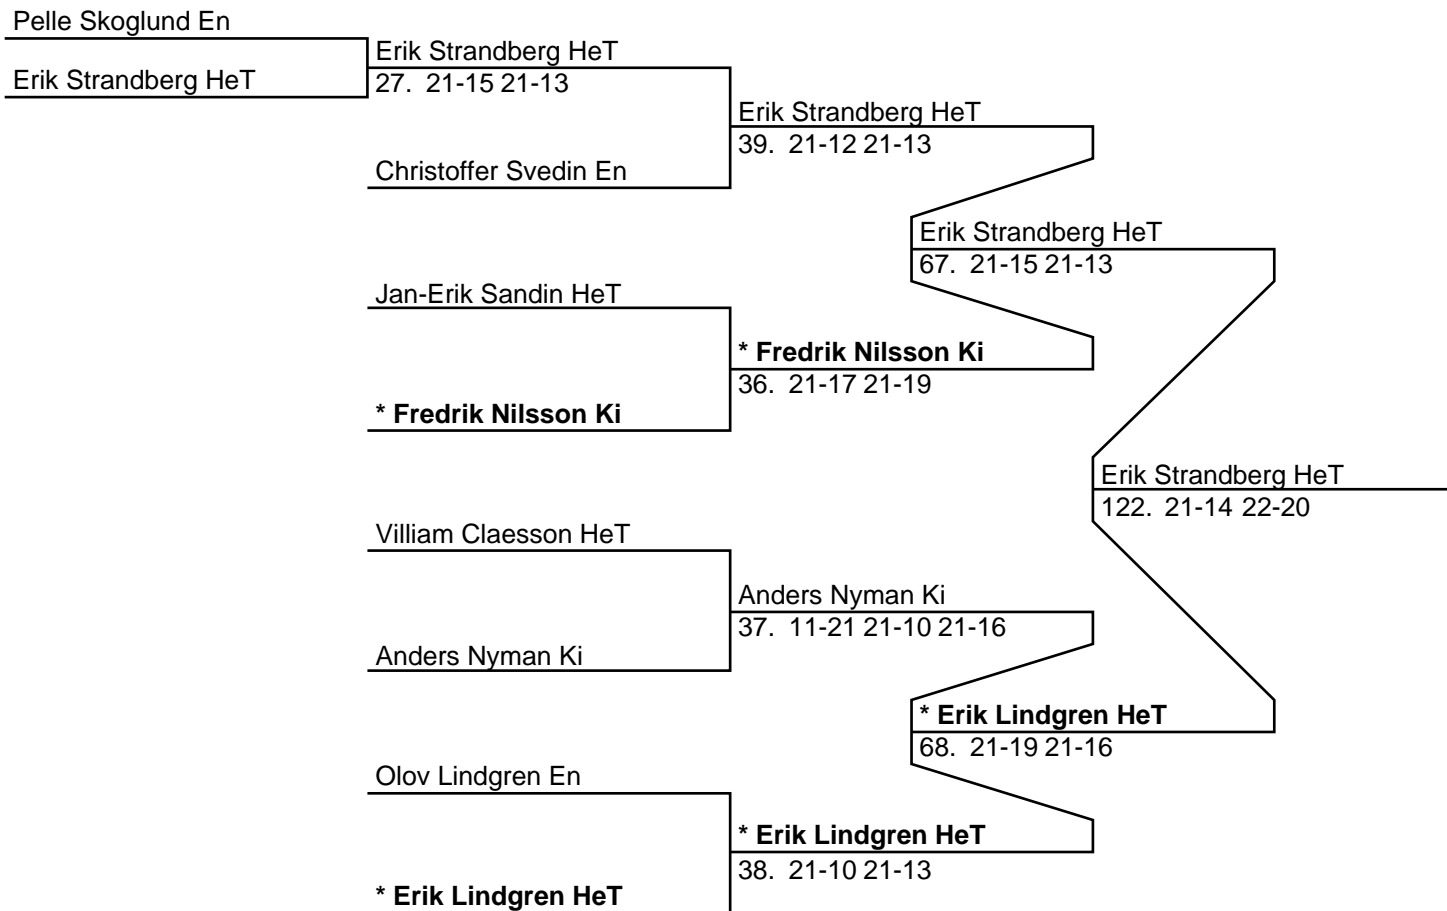 Pelle Skoglund En
Erik Strandberg HeT
Erik Strandberg HeT
27. 21-15 21-13
Christoffer Svedin En
Erik Strandberg HeT
39. 21-12 21-13
Jan-Erik Sandin HeT
* Fredrik Nilsson Ki
* Fredrik Nilsson Ki
36. 21-17 21-19
Erik Strandberg HeT
67. 21-15 21-13
Villiam Claesson HeT
Anders Nyman Ki
Anders Nyman Ki
37. 11-21 21-10 21-16
Olov Lindgren En
* Erik Lindgren HeT
* Erik Lindgren HeT
38. 21-10 21-13
* Erik Lindgren HeT
68. 21-19 21-16
Erik Strandberg HeT
122. 21-14 22-20